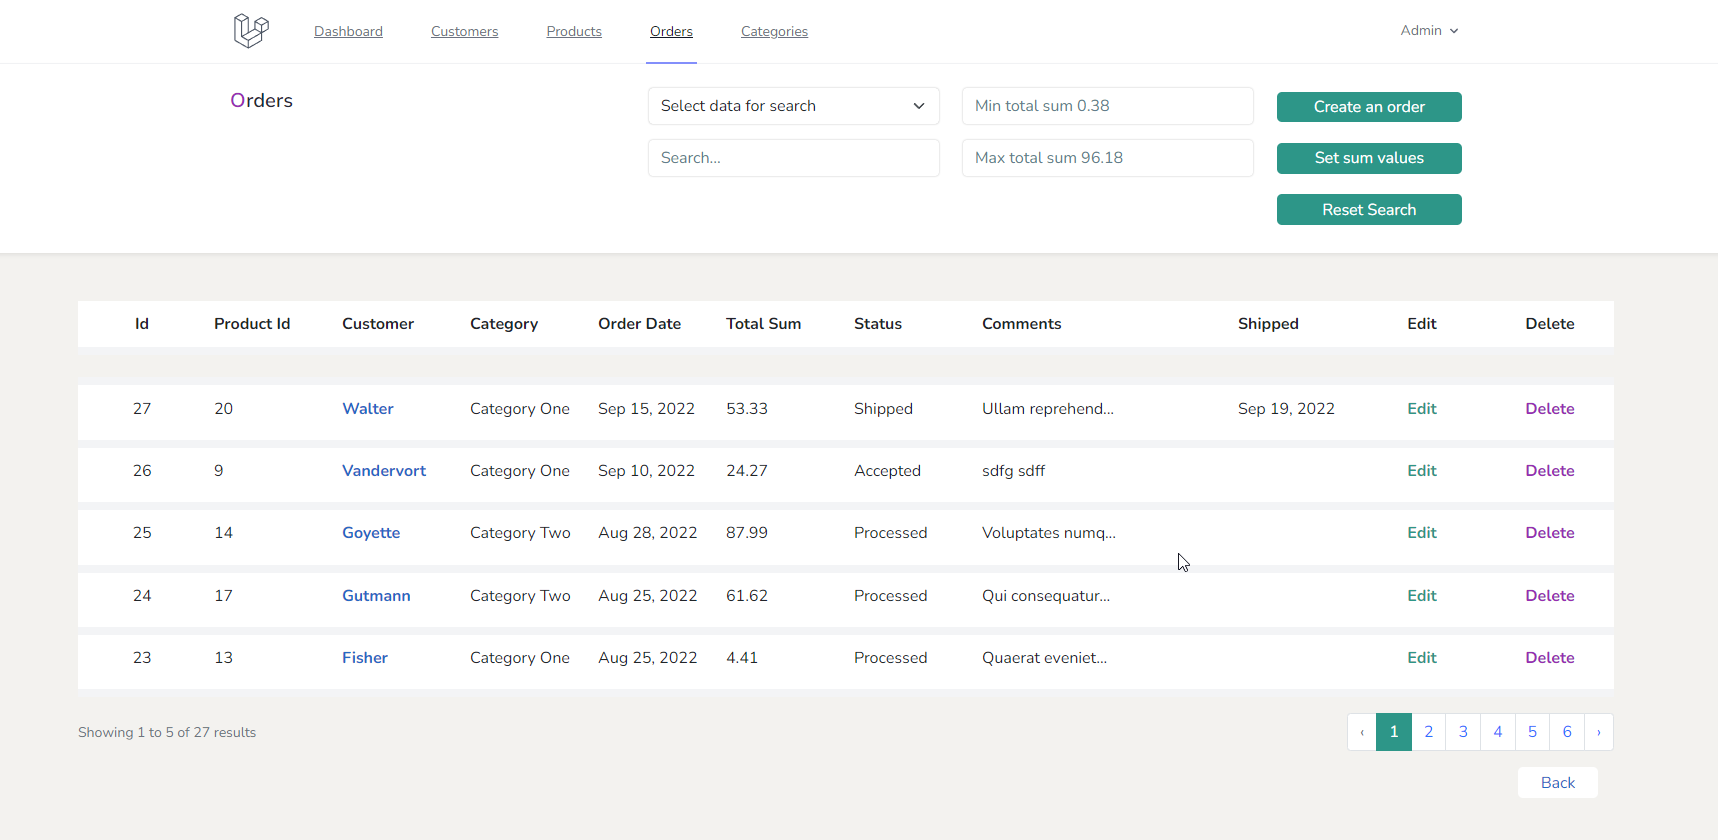 Dashboard Customers Products Orders Categories Admin
Orders
Select data for search Min total sum 0.38 Create an order
Search... Max total sum 96.18 Set sum values
Reset Search
Id Product Id Customer Category Order Date Total Sum Status Comments Shipped Edit Delete
27 20 Walter Category One Sep 15, 2022 53.33 Shipped Ullam reprehend... Sep 19, 2022 Edit Delete
26 9 Vandervort Category One Sep 10, 2022 24.27 Accepted sdfg sdff Edit Delete
25 14 Goyette Category Two Aug 28, 2022 87.99 Processed Voluptates numq... Edit Delete
24 17 Gutmann Category Two Aug 25, 2022 61.62 Processed Qui consequatur... Edit Delete
23 13 Fisher Category One Aug 25, 2022 4.41 Processed Quaerat eveniet... Edit Delete
Showing 1 to 5 of 27 results ‹ 1 2 3 4 5 6 ›
Back